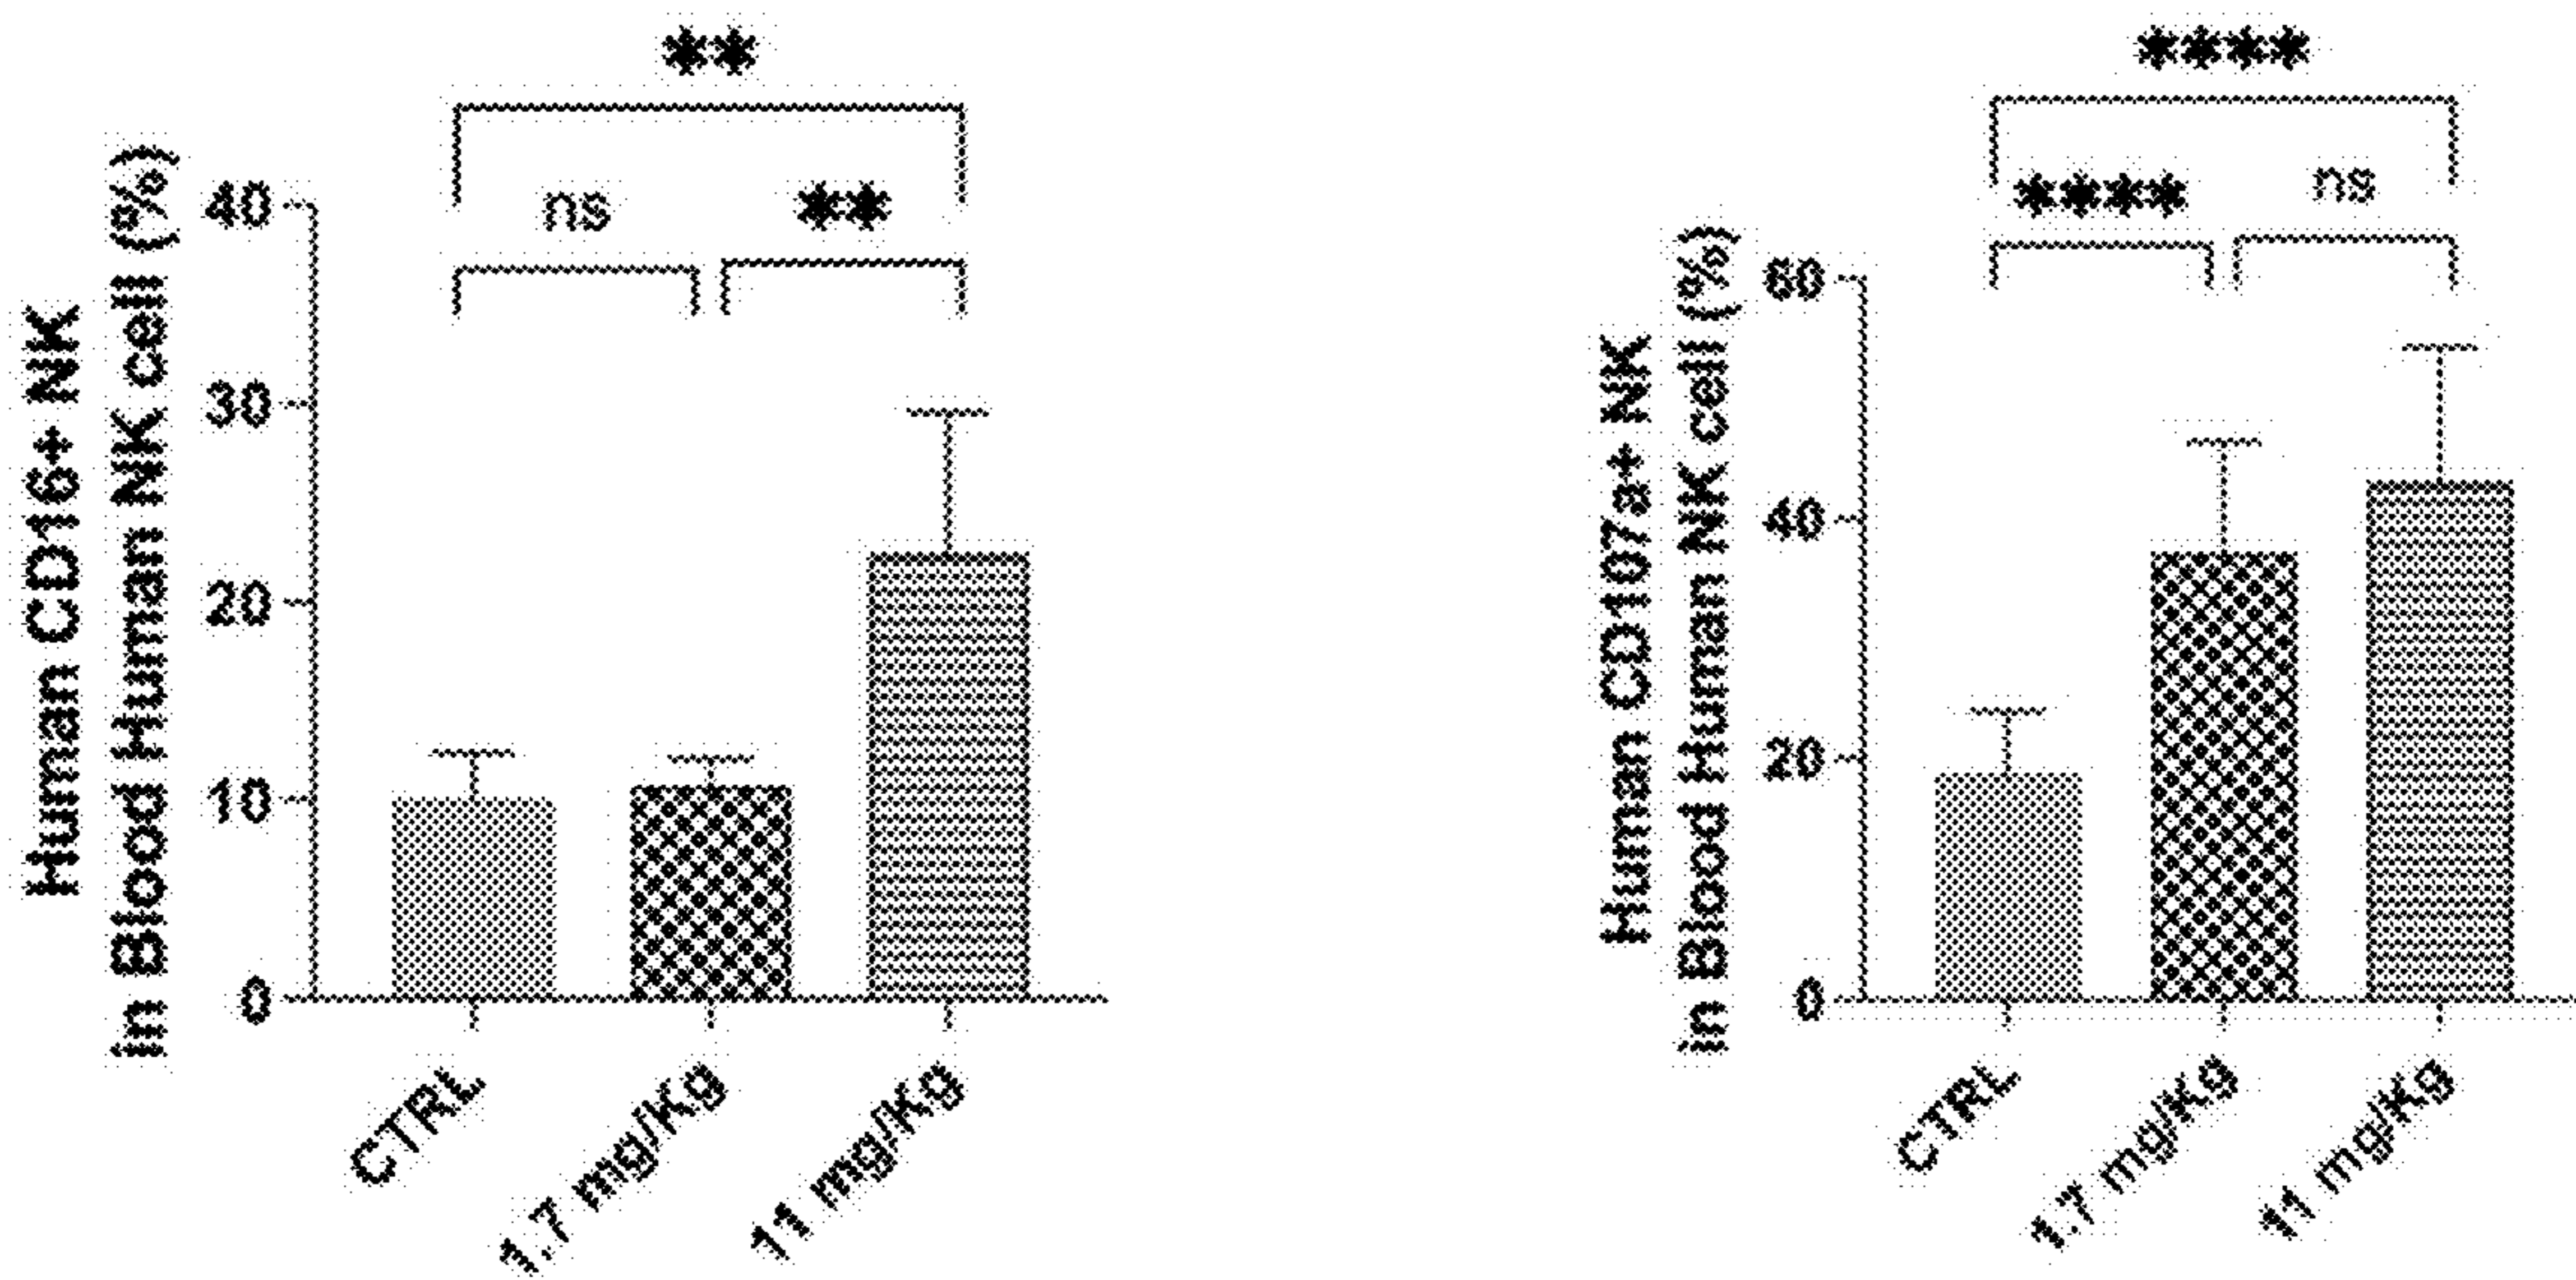 **
ns
**
Human CD16+ NK
in Blood Human NK cell (%)
40
30
20
10
0
CTRL
1.7 mg/Kg
11 mg/Kg
****
****
ns
Human CD107a+ NK
in Blood Human NK cell (%)
60
40
20
0
CTRL
1.7 mg/Kg
11 mg/Kg